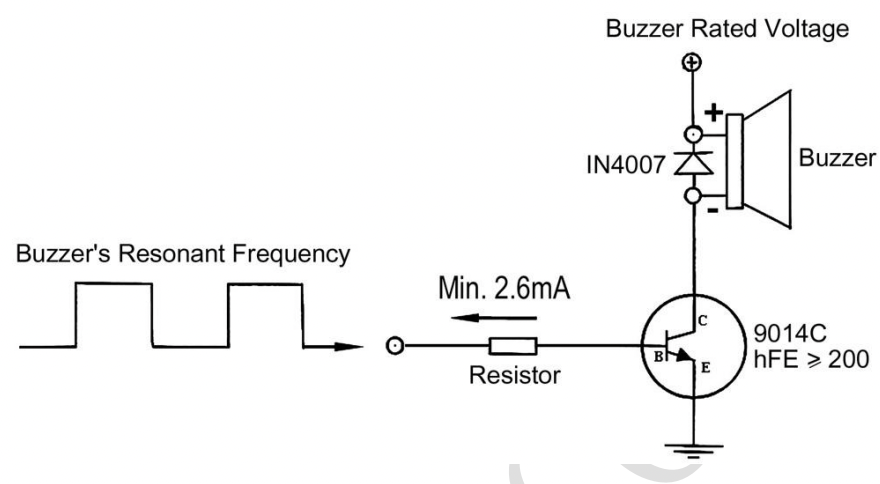 Buzzer Rated Voltage
+
+
IN4007
Buzzer
-
Buzzer's Resonant Frequency
Min. 2.6mA
Resistor
C
B
E
9014C
hFE ⩾ 200